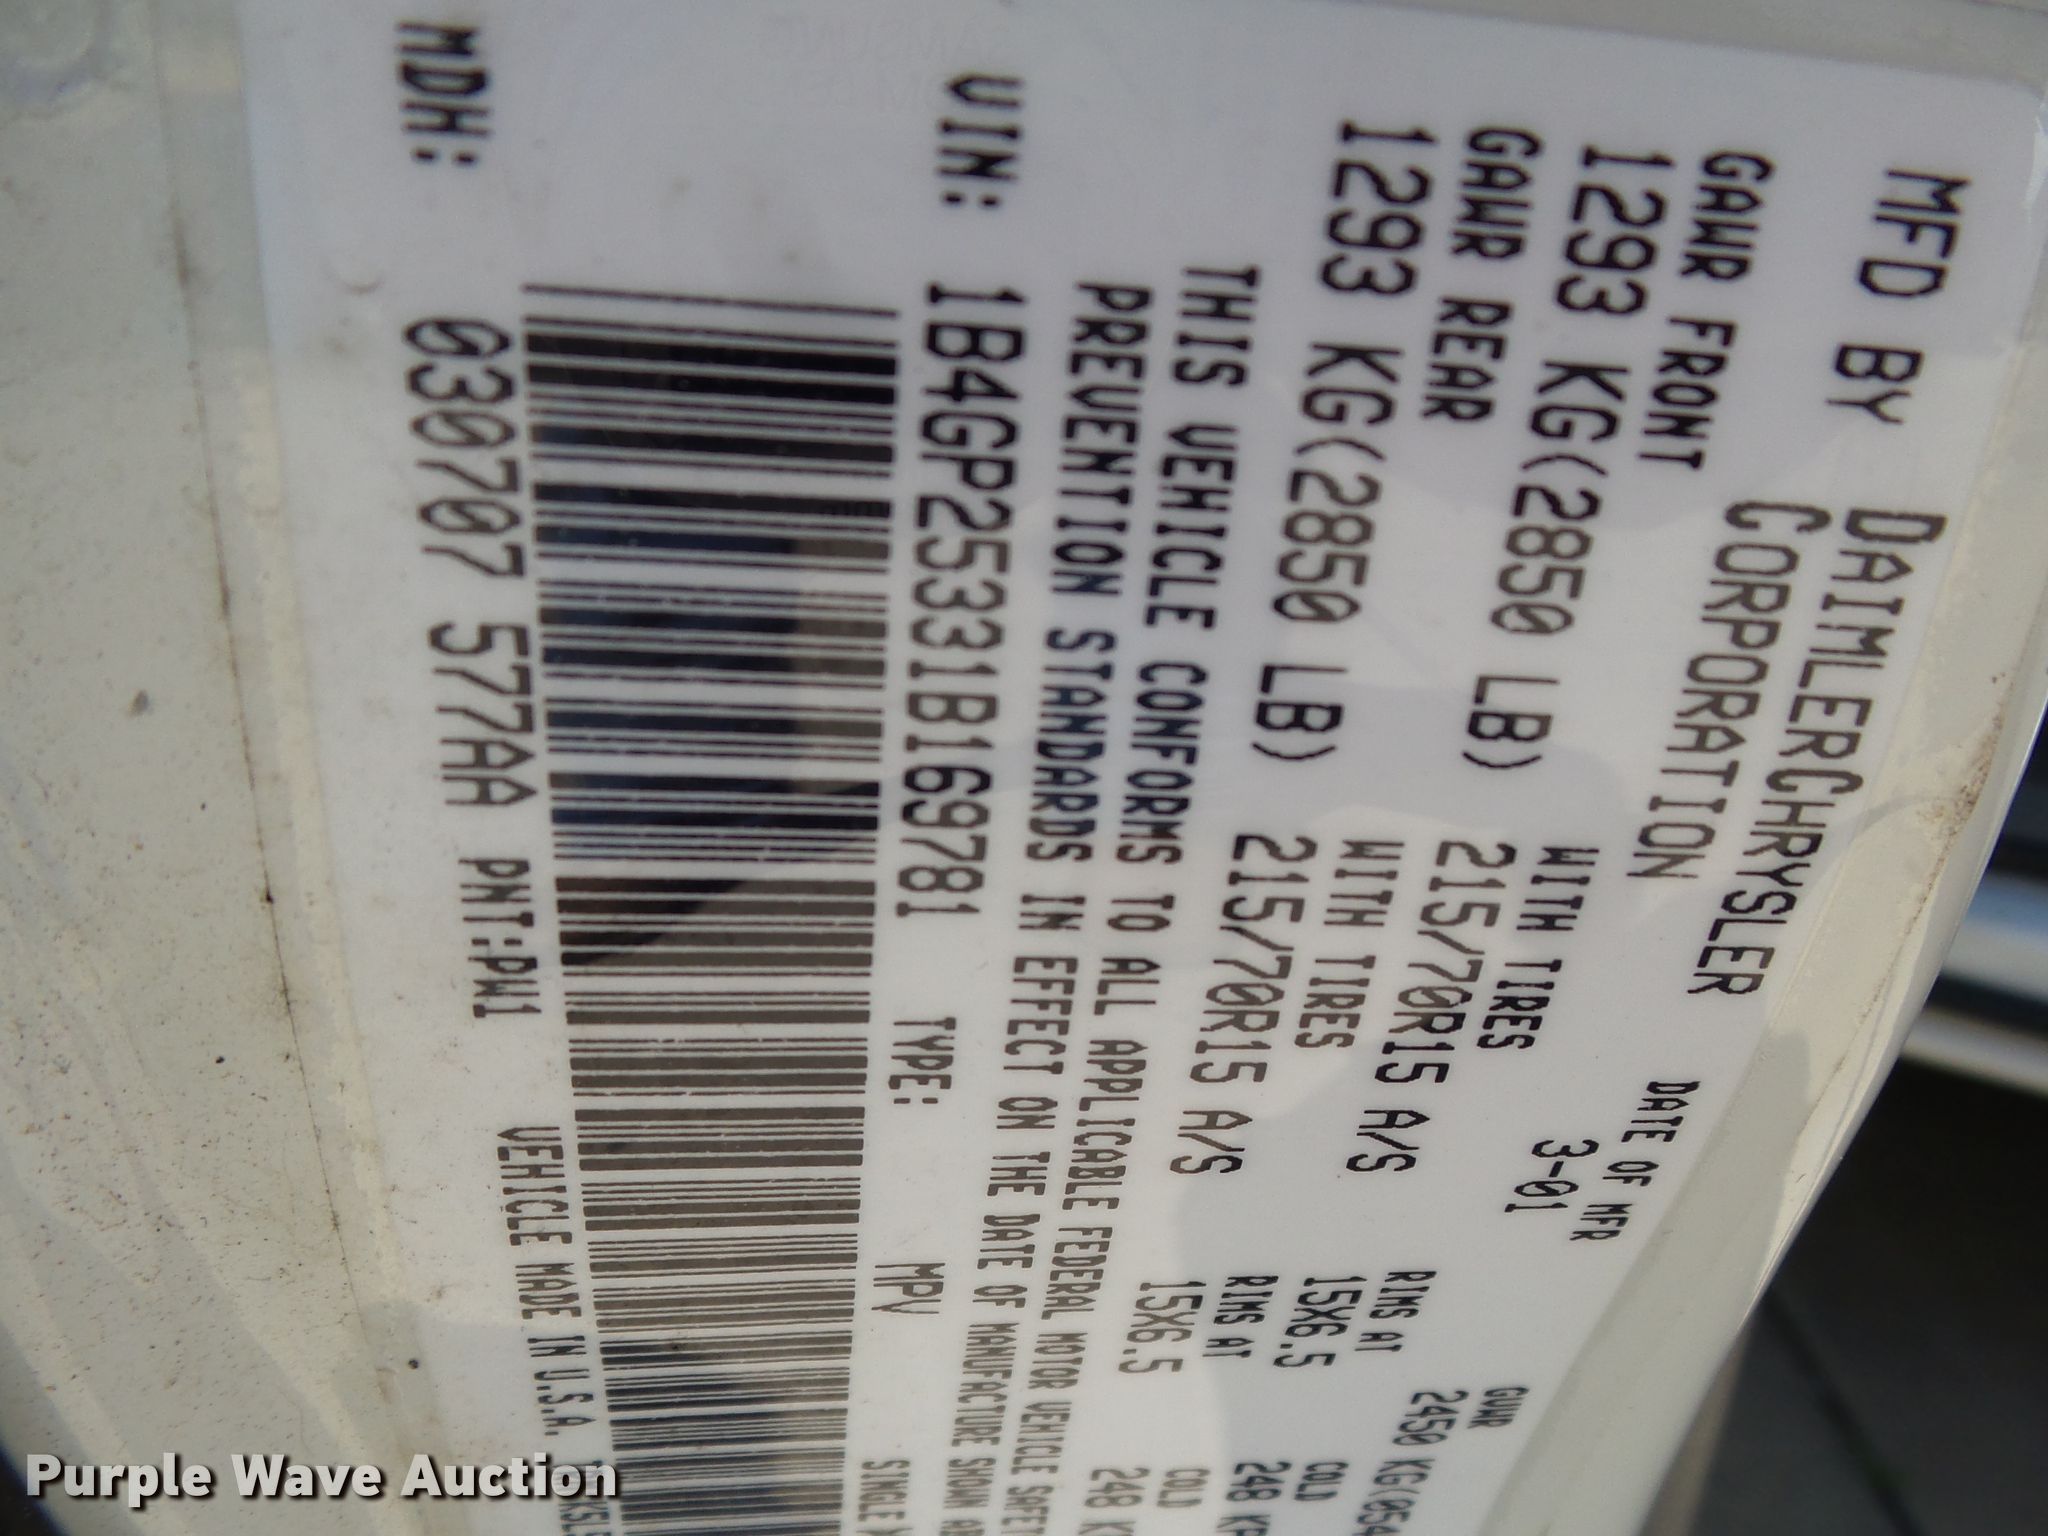 MFD BY DAIMLERCHRYSLER
CORPORATION
DATE OF MFR
3-01
GVWR
2450 KG(054
GAWR FRONT
WITH TIRES
RIMS AT
COLD
1293 KG(2850 LB)
215/70R15 A/S
15X6.5
248 KP
GAWR REAR
WITH TIRES
RIMS AT
COLD
1293 KG(2850 LB)
215/70R15 A/S
15X6.5
248 K
THIS VEHICLE CONFORMS TO ALL APPLICABLE FEDERAL MOTOR VEHICLE SAFET
PREVENTION STANDARDS IN EFFECT ON THE DATE OF MANUFACTURE SHOWN AB
VIN: 1B4GP25331B169781 TYPE: MPV SINGLE
MDH: 030707 577AA PNT:PW1 VEHICLE MADE IN U.S.A.
Purple Wave Auction